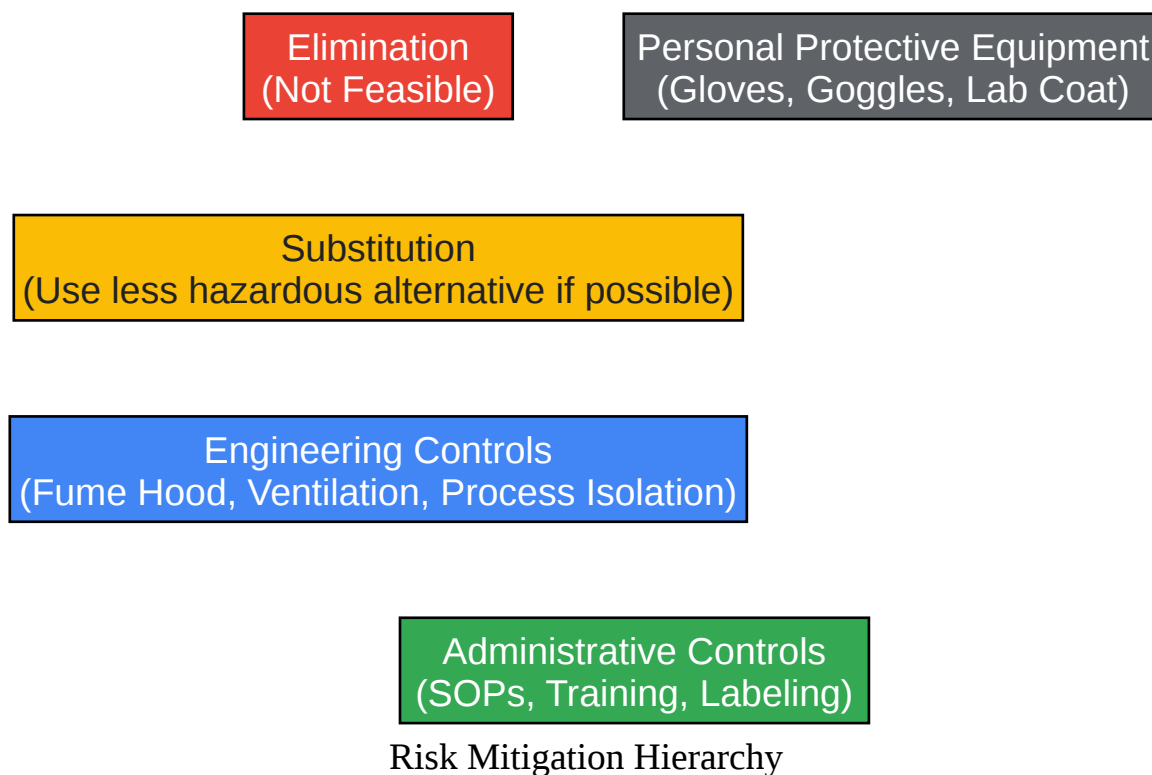 Elimination
(Not Feasible)
Personal Protective Equipment
(Gloves, Goggles, Lab Coat)
Substitution
(Use less hazardous alternative if possible)
Engineering Controls
(Fume Hood, Ventilation, Process Isolation)
Administrative Controls
(SOPs, Training, Labeling)
Risk Mitigation Hierarchy